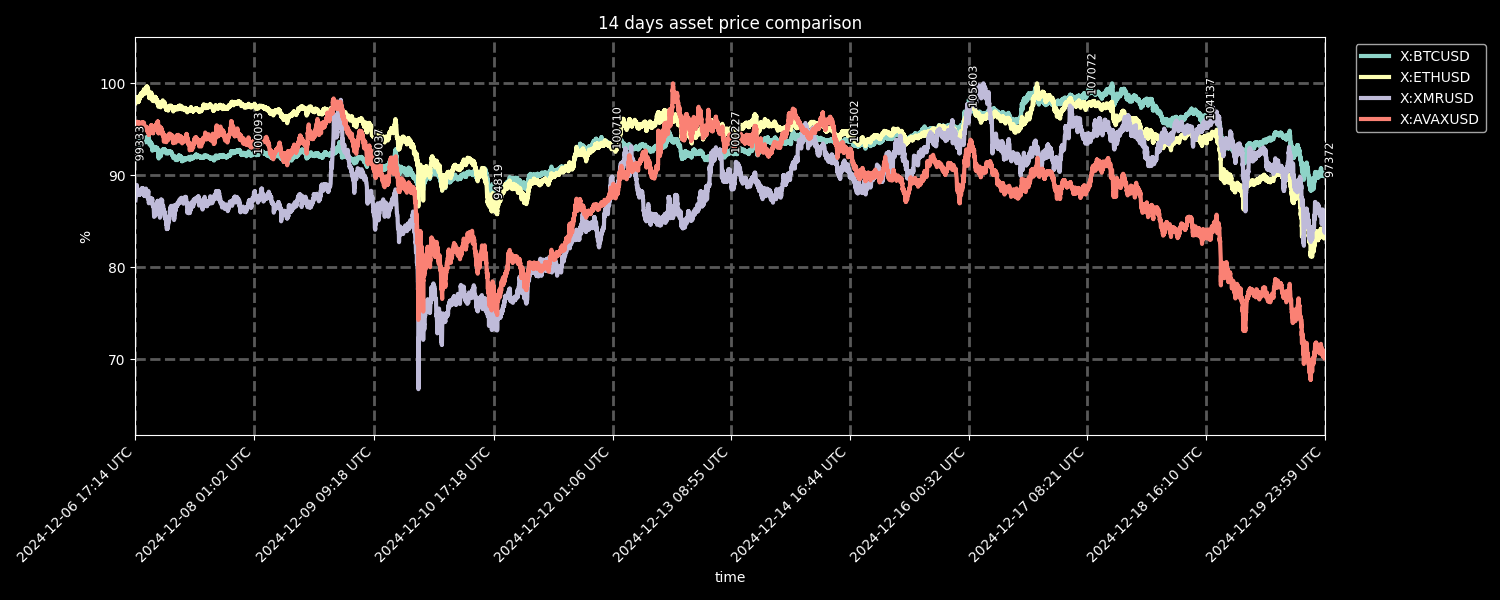 14 days asset price comparison
X:BTCUSD
X:ETHUSD
X:XMRUSD
X:AVAXUSD
100
90
80
70
%
99333
100093
99037
94819
100710
100227
101502
105603
107072
104137
97372
2024-12-06 17:14 UTC
2024-12-08 01:02 UTC
2024-12-09 09:18 UTC
2024-12-10 17:18 UTC
2024-12-12 01:06 UTC
2024-12-13 08:55 UTC
2024-12-14 16:44 UTC
2024-12-16 00:32 UTC
2024-12-17 08:21 UTC
2024-12-18 16:10 UTC
2024-12-19 23:59 UTC
time